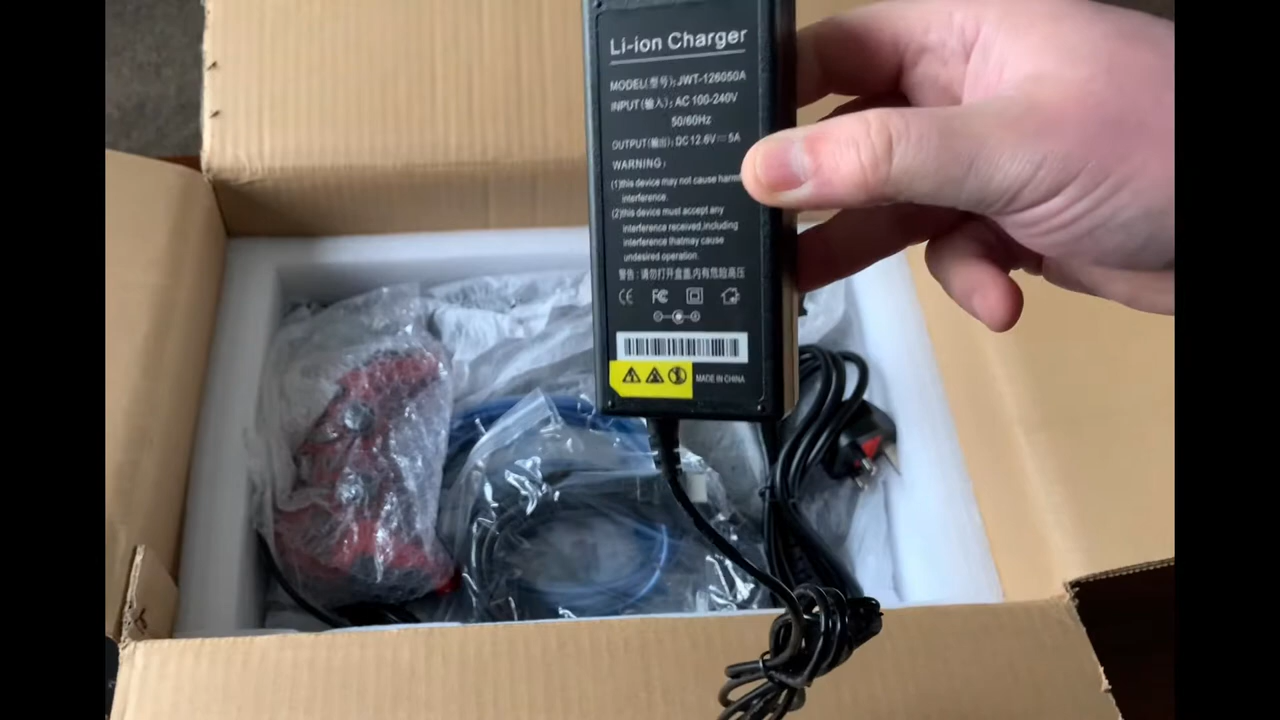 Li-ion Charger
MODEL(型号):JWT-126050A
INPUT(输入):AC 100-240V
50/60Hz
OUTPUT(输出):DC 12.6V⎓5A
WARNING:
(1)this device may not cause
interference.
(2)this device must accept any
interference received,including
interference thatmay cause
undesired operation.
警告:请勿打开盒盖,内有危险高压
CE FC
MADE IN CHINA